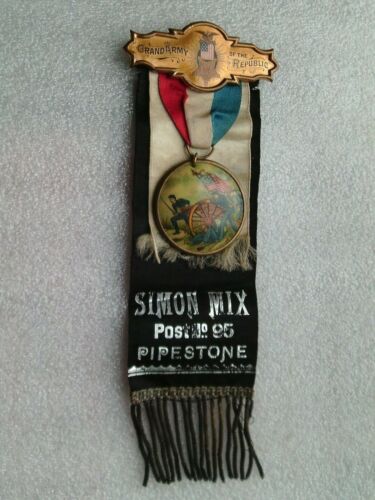 GRAND ARMY OF THE REPUBLIC
SIMON MIX
POST No. 95
PIPESTONE